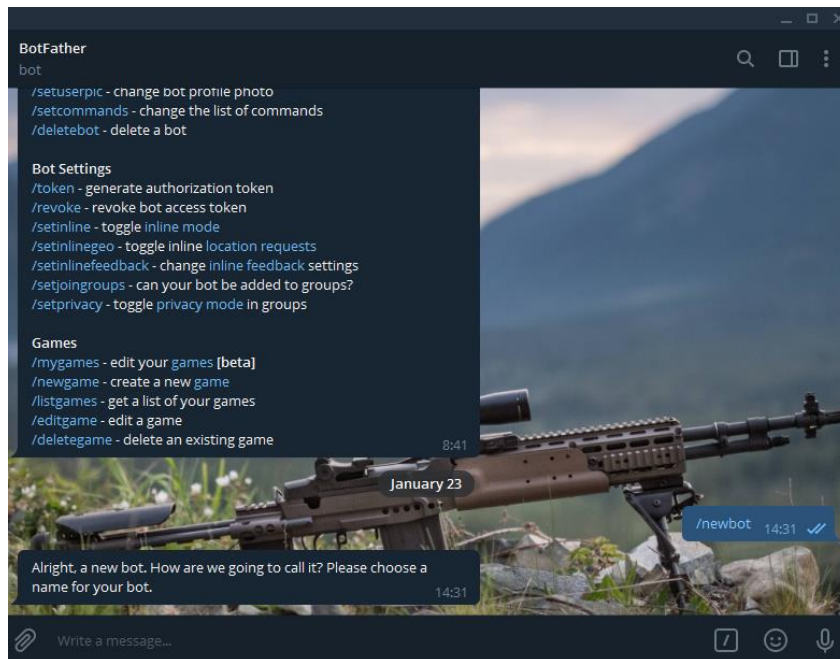 BotFather
bot
/setuserpic - change bot profile photo
/setcommands - change the list of commands
/deletebot - delete a bot
Bot Settings
/token - generate authorization token
/revoke - revoke bot access token
/setinline - toggle inline mode
/setinlinegeo - toggle inline location requests
/setinlinefeedback - change inline feedback settings
/setjoingroups - can your bot be added to groups?
/setprivacy - toggle privacy mode in groups
Games
/mygames - edit your games [beta]
/newgame - create a new game
/listgames - get a list of your games
/editgame - edit a game
/deletegame - delete an existing game
8:41
January 23
/newbot 14:31
Alright, a new bot. How are we going to call it? Please choose a
name for your bot.
14:31
Write a message...